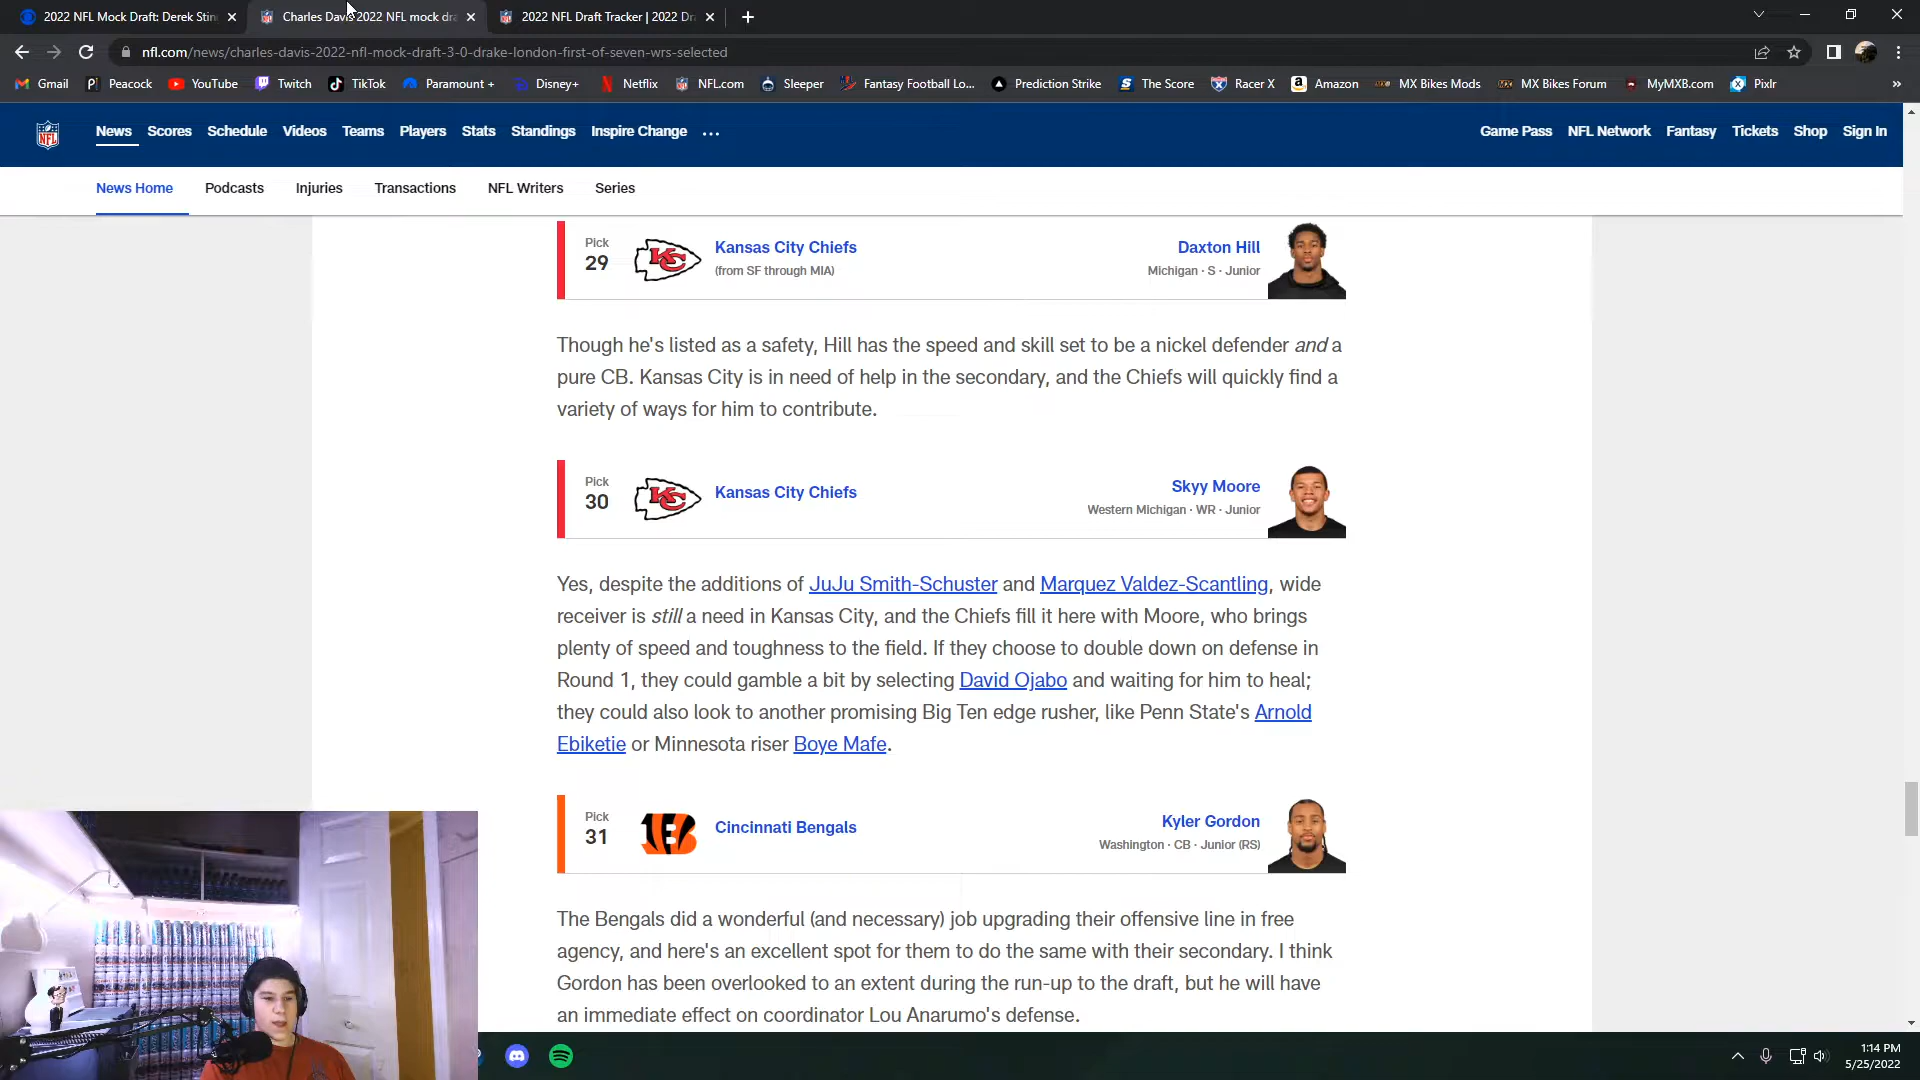 2022 NFL Mock Draft: Derek Stin
Charles Davis 2022 NFL mock dra
2022 NFL Draft Tracker | 2022 Dr
nfl.com/news/charles-davis-2022-nfl-mock-draft-3-0-drake-london-first-of-seven-wrs-selected
Gmail Peacock YouTube Twitch TikTok Paramount + Disney+ Netflix NFL.com Sleeper Fantasy Football Lo... Prediction Strike The Score Racer X Amazon MX Bikes Mods MX Bikes Forum MyMXB.com Pixlr »
NFL News Scores Schedule Videos Teams Players Stats Standings Inspire Change ... Game Pass NFL Network Fantasy Tickets Shop Sign In
News Home Podcasts Injuries Transactions NFL Writers Series
Pick
29
KC
Kansas City Chiefs
(from SF through MIA)
Daxton Hill
Michigan · S · Junior
Though he's listed as a safety, Hill has the speed and skill set to be a nickel defender and a
pure CB. Kansas City is in need of help in the secondary, and the Chiefs will quickly find a
variety of ways for him to contribute.
Pick
30
KC
Kansas City Chiefs
Skyy Moore
Western Michigan · WR · Junior
Yes, despite the additions of JuJu Smith-Schuster and Marquez Valdez-Scantling, wide
receiver is still a need in Kansas City, and the Chiefs fill it here with Moore, who brings
plenty of speed and toughness to the field. If they choose to double down on defense in
Round 1, they could gamble a bit by selecting David Ojabo and waiting for him to heal;
they could also look to another promising Big Ten edge rusher, like Penn State's Arnold
Ebiketie or Minnesota riser Boye Mafe.
Pick
31
B
Cincinnati Bengals
Kyler Gordon
Washington · CB · Junior (RS)
The Bengals did a wonderful (and necessary) job upgrading their offensive line in free
agency, and here's an excellent spot for them to do the same with their secondary. I think
Gordon has been overlooked to an extent during the run-up to the draft, but he will have
an immediate effect on coordinator Lou Anarumo's defense.
1:14 PM
5/25/2022